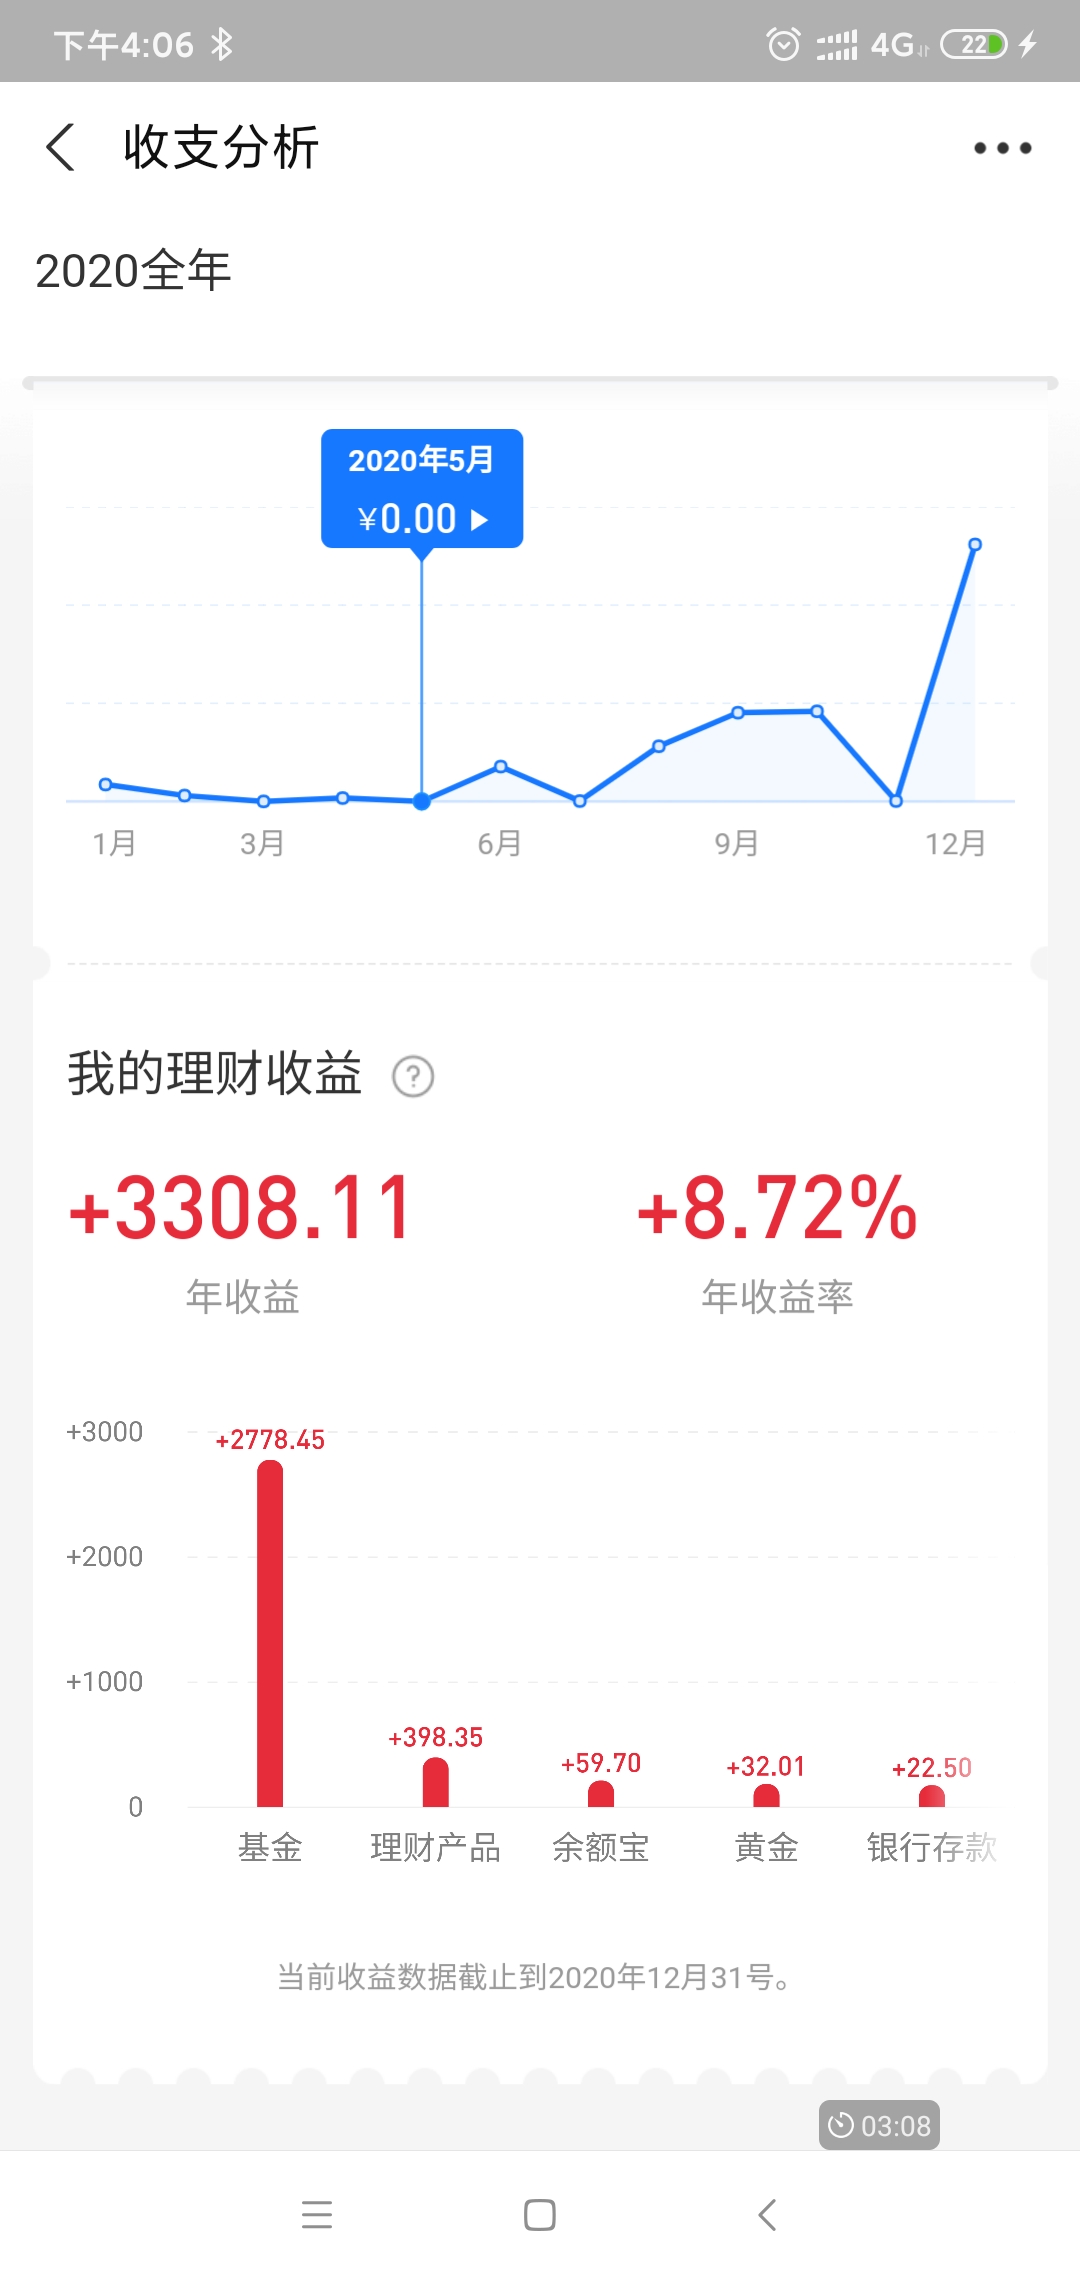 下午4:06
4G
22
收支分析
2020全年
2020年5月
¥0.00
1月
3月
6月
9月
12月
我的理财收益 ?
+3308.11
+8.72%
年收益
年收益率
+3000
+2778.45
+2000
+1000
+398.35
+59.70
+32.01
+22.50
0
基金
理财产品
余额宝
黄金
银行存款
当前收益数据截止到2020年12月31号。
03:08